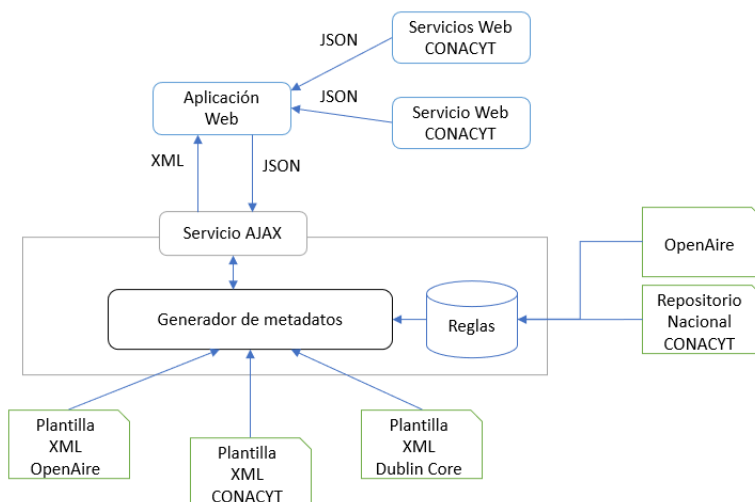 Servicios Web
CONACYT
JSON
Aplicación
Web
JSON
Servicio Web
CONACYT
XML
JSON
Servicio AJAX
OpenAire
Generador de metadatos
Reglas
Repositorio
Nacional
CONACYT
Plantilla
XML
OpenAire
Plantilla
XML
CONACYT
Plantilla
XML
Dublin Core